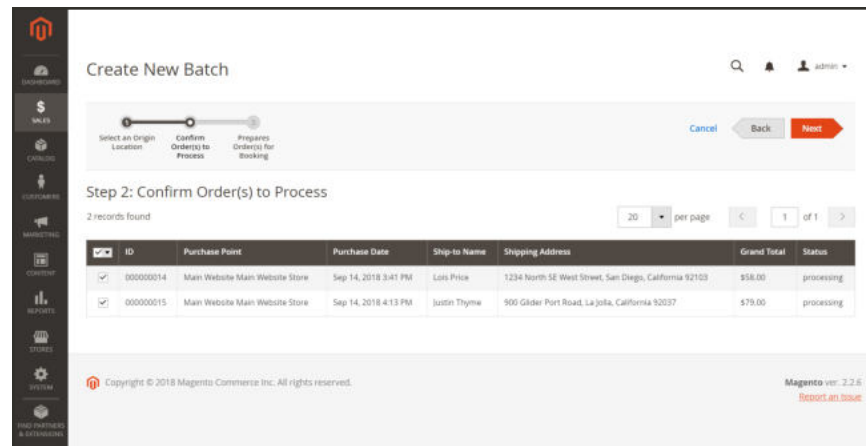 DASHBOARD
$
SALES
CATALOG
CUSTOMERS
MARKETING
CONTENT
REPORTS
STORES
SYSTEM
FIND PARTNERS
& EXTENSIONS
Create New Batch
admin
Select an Origin
Location
Confirm
Order(s) to
Process
3
Prepares
Order(s) for
Booking
Cancel
Back
Next
Step 2: Confirm Order(s) to Process
2 records found
20 per page 1 of 1
ID Purchase Point Purchase Date Ship-to Name Shipping Address Grand Total Status
000000014 Main Website Main Website Store Sep 14, 2018 3:41 PM Lois Price 1234 North SE West Street, San Diego, California 92103 $58.00 processing
000000015 Main Website Main Website Store Sep 14, 2018 4:13 PM Justin Thyme 900 Glider Port Road, La Jolla, California 92037 $79.00 processing
Copyright © 2018 Magento Commerce Inc. All rights reserved.
Magento ver. 2.2.6
Report an Issue